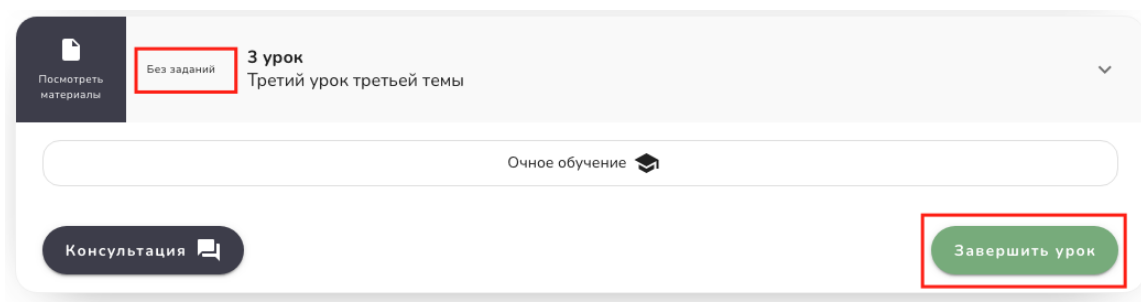 Посмотреть
материалы
Без заданий
3 урок
Третий урок третьей темы
Очное обучение
Консультация
Завершить урок